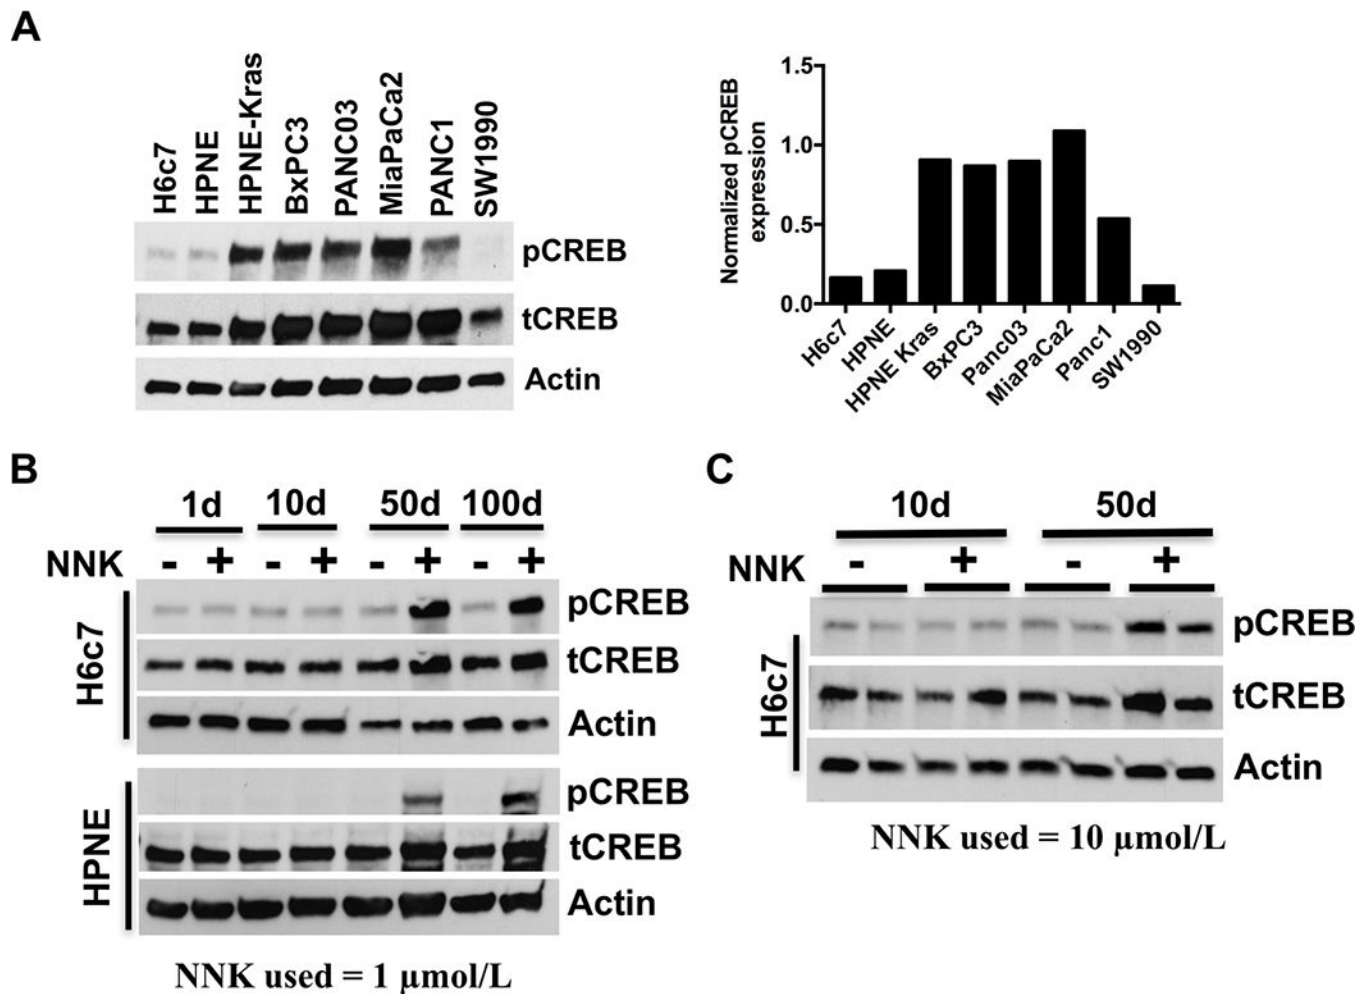 A
H6c7
HPNE
HPNE-Kras
BxPC3
PANC03
MiaPaCa2
PANC1
SW1990
pCREB
tCREB
Actin
Normalized pCREB
expression
1.5
1.0
0.5
0.0
H6c7
HPNE
HPNE Kras
BxPC3
Panc03
MiaPaCa2
Panc1
SW1990
B
1d 10d 50d 100d
NNK - + - + - + - +
H6c7
pCREB
tCREB
Actin
HPNE
pCREB
tCREB
Actin
NNK used = 1 µmol/L
C
10d 50d
NNK - + - +
H6c7
pCREB
tCREB
Actin
NNK used = 10 µmol/L